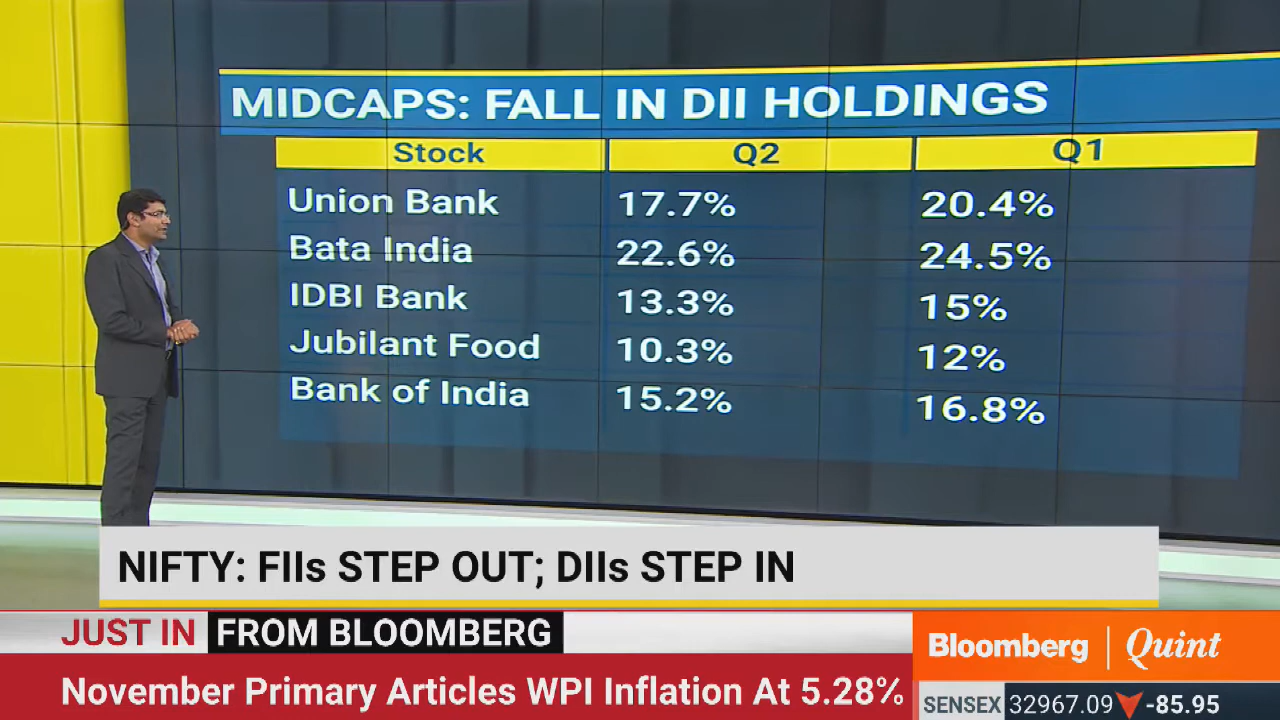 MIDCAPS: FALL IN DII HOLDINGS
Stock Q2 Q1
Union Bank 17.7% 20.4%
Bata India 22.6% 24.5%
IDBI Bank 13.3% 15%
Jubilant Food 10.3% 12%
Bank of India 15.2% 16.8%
NIFTY: FIIs STEP OUT; DIIs STEP IN
JUST IN FROM BLOOMBERG
November Primary Articles WPI Inflation At 5.28%
Bloomberg | Quint
SENSEX 32967.09 -85.95